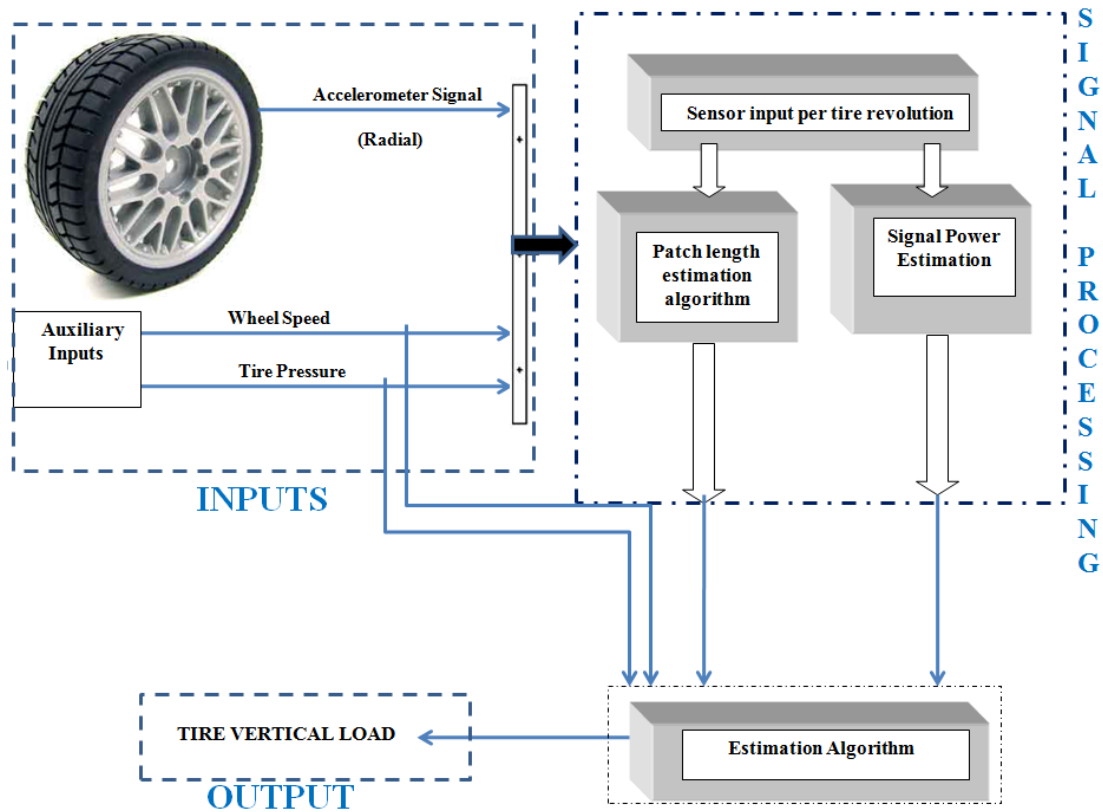 Accelerometer Signal
(Radial)
Auxiliary
Inputs
Wheel Speed
Tire Pressure
INPUTS
Sensor input per tire revolution
Patch length
estimation
algorithm
Signal Power
Estimation
SIGNAL PROCESSING
Estimation Algorithm
TIRE VERTICAL LOAD
OUTPUT